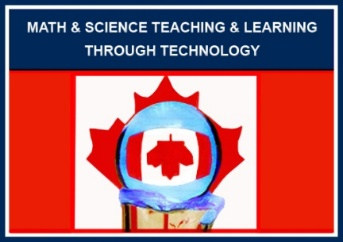 MATH & SCIENCE TEACHING & LEARNING
THROUGH TECHNOLOGY